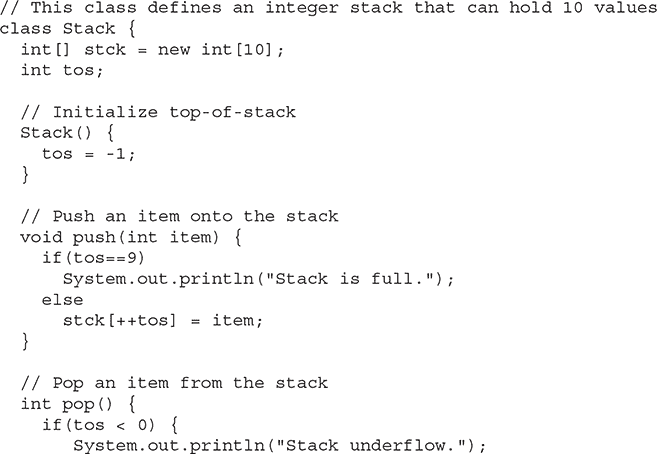 // This class defines an integer stack that can hold 10 values
class Stack {
  int[] stck = new int[10];
  int tos;

  // Initialize top-of-stack
  Stack() {
    tos = -1;
  }

  // Push an item onto the stack
  void push(int item) {
    if(tos==9)
      System.out.println("Stack is full.");
    else
      stck[++tos] = item;
  }

  // Pop an item from the stack
  int pop() {
    if(tos < 0) {
       System.out.println("Stack underflow.");